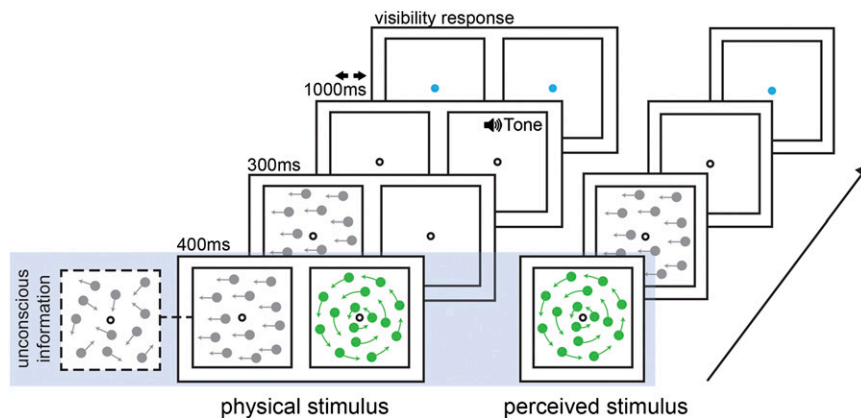 visibility response
1000ms
Tone
300ms
400ms
unconscious
information
physical stimulus
perceived stimulus